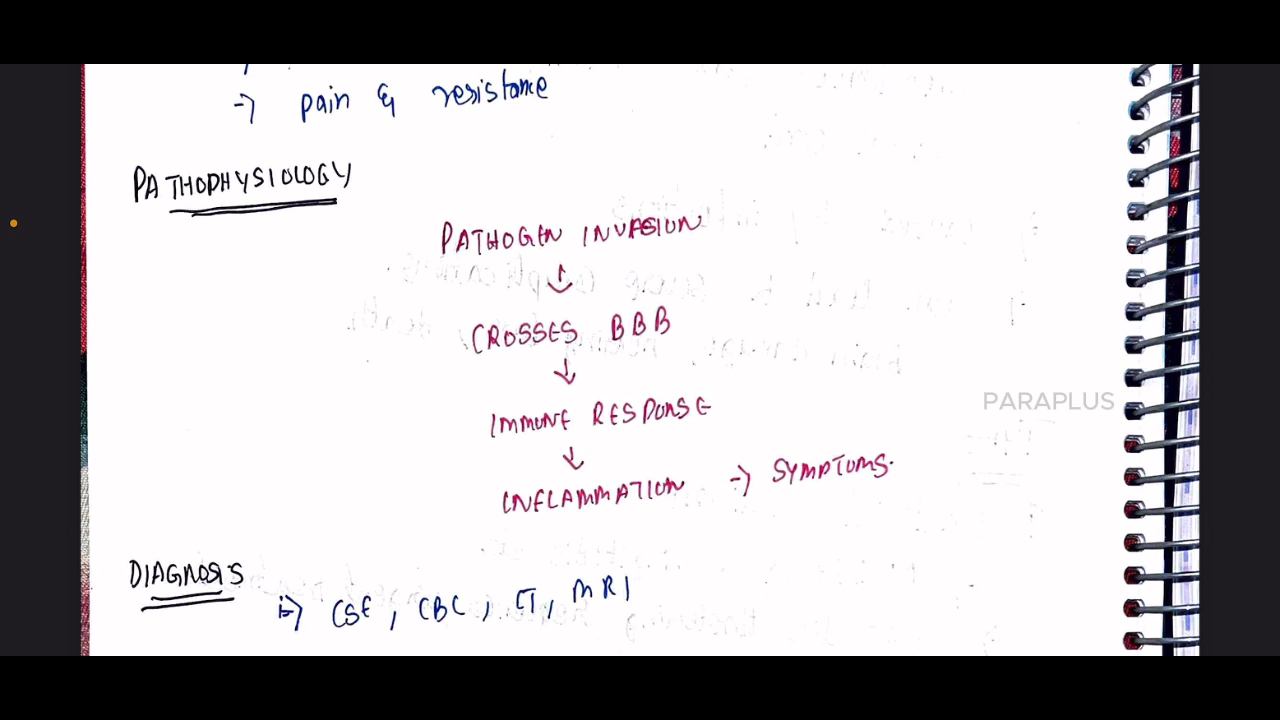 -> pain & resistance
PATHOPHYSIOLOGY
PATHOGEN INVASION
↓
CROSSES BBB
↓
IMMUNE RESPONSE
↓
INFLAMMATION -> SYMPTOMS.
PARAPLUS
DIAGNOSIS
=> CSF, CBC, CT, MRI